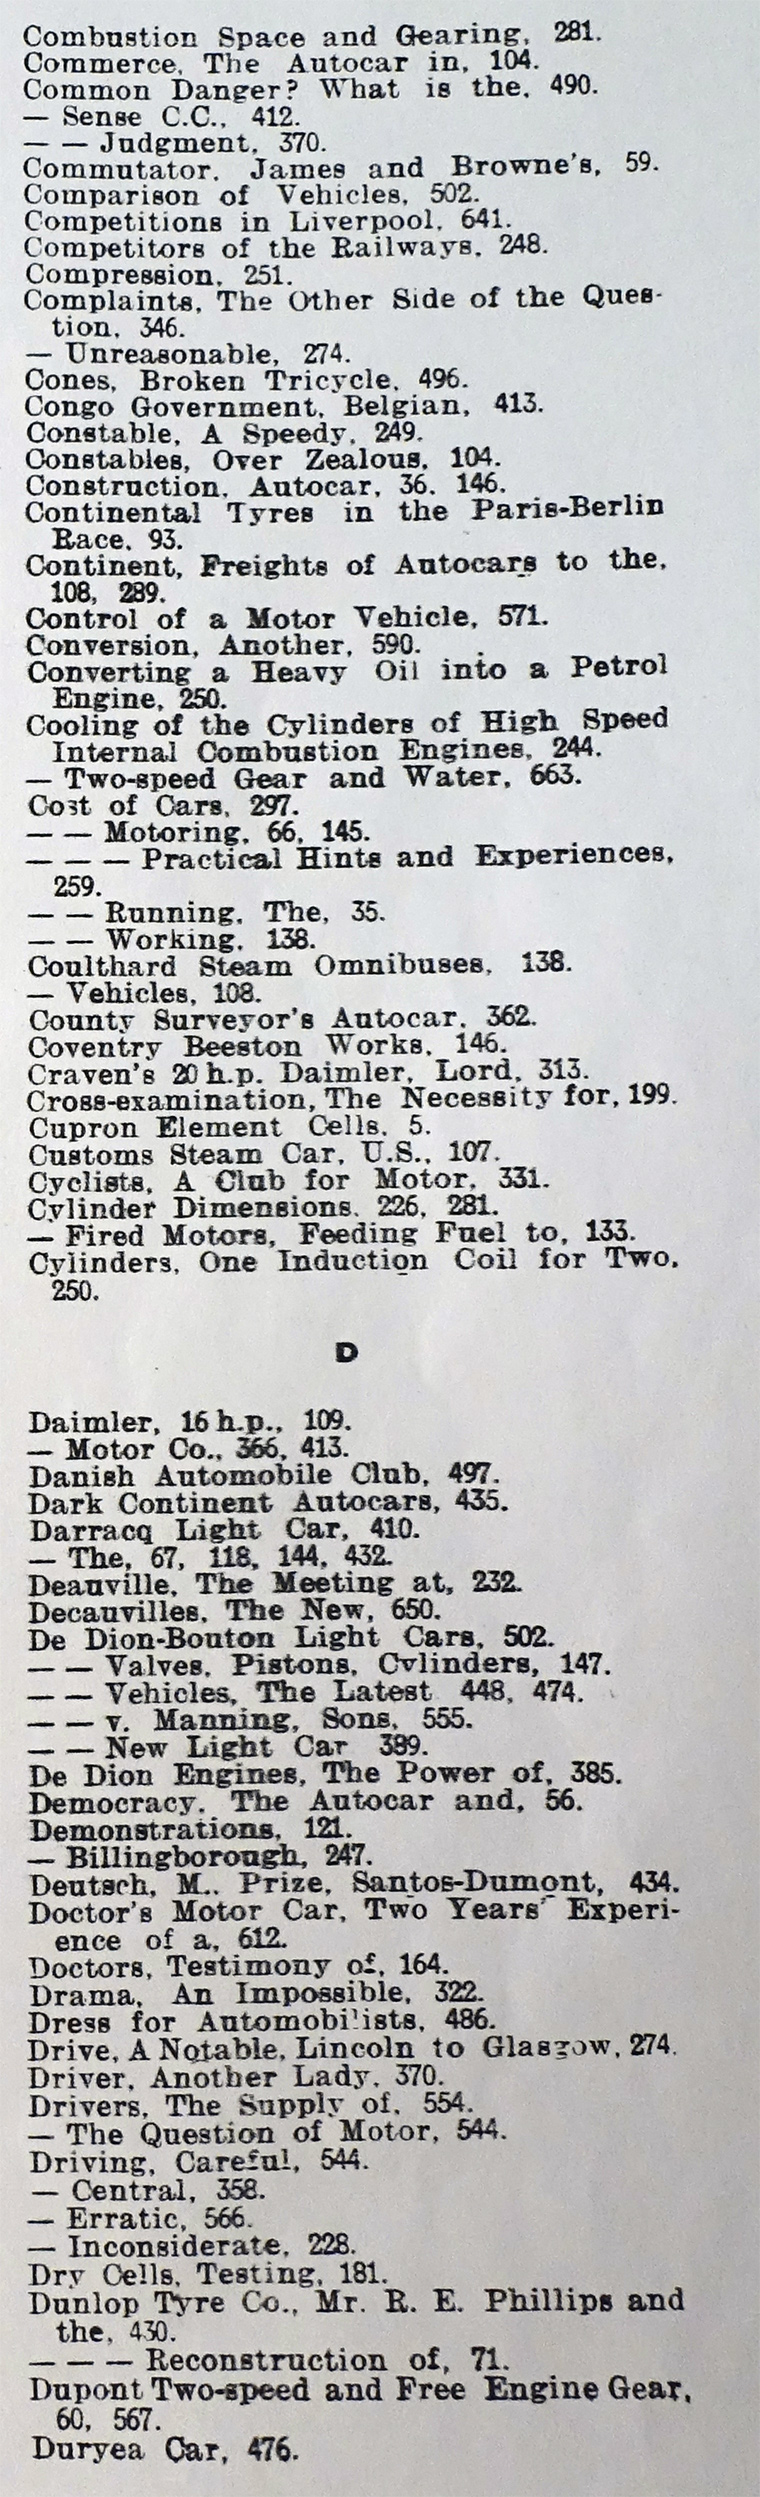 Combustion Space and Gearing, 281.
Commerce, The Autocar in, 104.
Common Danger? What is the, 490.
— Sense C.C., 412.
— — Judgment, 370.
Commutator, James and Browne's, 59.
Comparison of Vehicles, 502.
Competitions in Liverpool, 641.
Competitors of the Railways, 248.
Compression, 251.
Complaints, The Other Side of the Ques-
tion, 346.
— Unreasonable, 274.
Cones, Broken Tricycle, 496.
Congo Government, Belgian, 413.
Constable, A Speedy, 249.
Constables, Over Zealous, 104.
Construction, Autocar, 36, 146.
Continental Tyres in the Paris-Berlin
Race, 93.
Continent, Freights of Autocars to the,
108, 289.
Control of a Motor Vehicle, 571.
Conversion, Another, 590.
Converting a Heavy Oil into a Petrol
Engine, 250.
Cooling of the Cylinders of High Speed
Internal Combustion Engines, 244.
— Two-speed Gear and Water, 663.
Cost of Cars, 297.
— — Motoring, 66, 145.
— — — Practical Hints and Experiences,
259.
— — Running, The, 35.
— — Working, 138.
Coulthard Steam Omnibuses, 138.
— Vehicles, 108.
County Surveyor's Autocar, 362.
Coventry Beeston Works, 146.
Craven's 20 h.p. Daimler, Lord, 313.
Cross-examination, The Necessity for, 199.
Cupron Element Cells, 5.
Customs Steam Car, U.S., 107.
Cyclists, A Club for Motor, 331.
Cylinder Dimensions, 226, 281.
— Fired Motors, Feeding Fuel to, 133.
Cylinders, One Induction Coil for Two,
250.
D
Daimler, 16 h.p., 109.
— Motor Co., 366, 413.
Danish Automobile Club, 497.
Dark Continent Autocars, 435.
Darracq Light Car, 410.
— The, 67, 118, 144, 432.
Deauville, The Meeting at, 232.
Decauvilles, The New, 650.
De Dion-Bouton Light Cars, 502.
— — Valves, Pistons, Cylinders, 147.
— — Vehicles, The Latest 448, 474.
— — v. Manning, Sons, 555.
— — New Light Car 389.
De Dion Engines, The Power of, 385.
Democracy, The Autocar and, 56.
Demonstrations, 121.
— Billingborough, 247.
Deutsch, M., Prize, Santos-Dumont, 434.
Doctor's Motor Car, Two Years' Experi-
ence of a, 612.
Doctors, Testimony of, 164.
Drama, An Impossible, 322.
Dress for Automobilists, 486.
Drive, A Notable, Lincoln to Glasgow, 274.
Driver, Another Lady, 370.
Drivers, The Supply of, 554.
— The Question of Motor, 544.
Driving, Careful, 544.
— Central, 358.
— Erratic, 566.
— Inconsiderate, 228.
Dry Cells, Testing, 181.
Dunlop Tyre Co., Mr. R. E. Phillips and
the, 430.
— — — Reconstruction of, 71.
Dupont Two-speed and Free Engine Gear,
60, 567.
Duryea Car, 476.